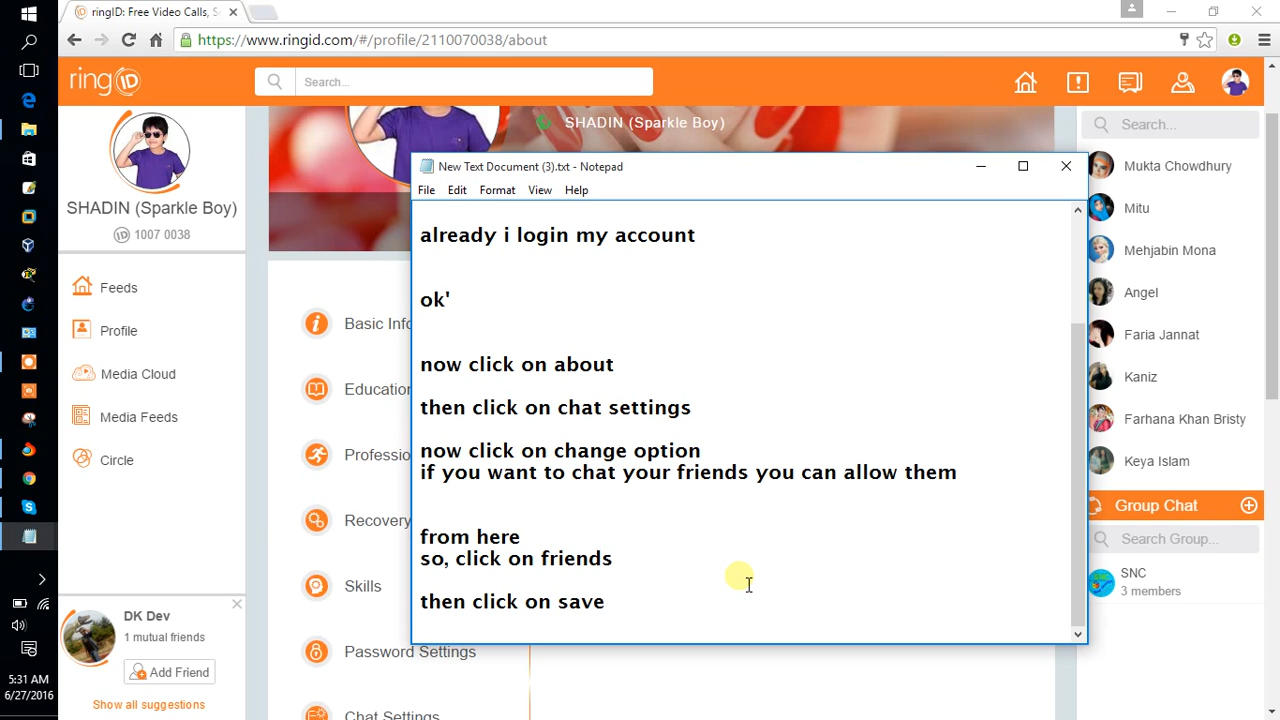 ringID: Free Video Calls, S
https://www.ringid.com/#/profile/2110070038/about
ringID
Search...
SHADIN (Sparkle Boy)
1007 0038
Feeds
Profile
Media Cloud
Media Feeds
Circle
DK Dev
1 mutual friends
Add Friend
Show all suggestions
5:31 AM
6/27/2016
SHADIN (Sparkle Boy)
Basic Info
Education
Professio
Recovery
Skills
Password Settings
Chat Settings
New Text Document (3).txt - Notepad
File Edit Format View Help
already i login my account
ok'
now click on about
then click on chat settings
now click on change option
if you want to chat your friends you can allow them
from here
so, click on friends
then click on save
Search...
Mukta Chowdhury
Mitu
Mehjabin Mona
Angel
Faria Jannat
Kaniz
Farhana Khan Bristy
Keya Islam
Group Chat
Search Group...
SNC
3 members